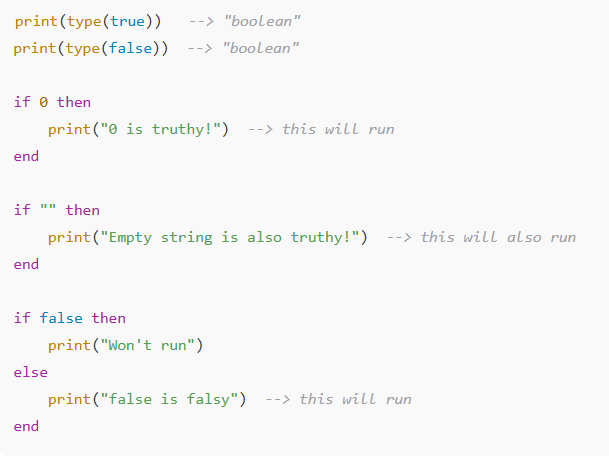 print(type(true))   --> "boolean"
print(type(false))  --> "boolean"

if 0 then
    print("0 is truthy!")  --> this will run
end

if "" then
    print("Empty string is also truthy!")  --> this will also run
end

if false then
    print("Won't run")
else
    print("false is falsy")  --> this will run
end